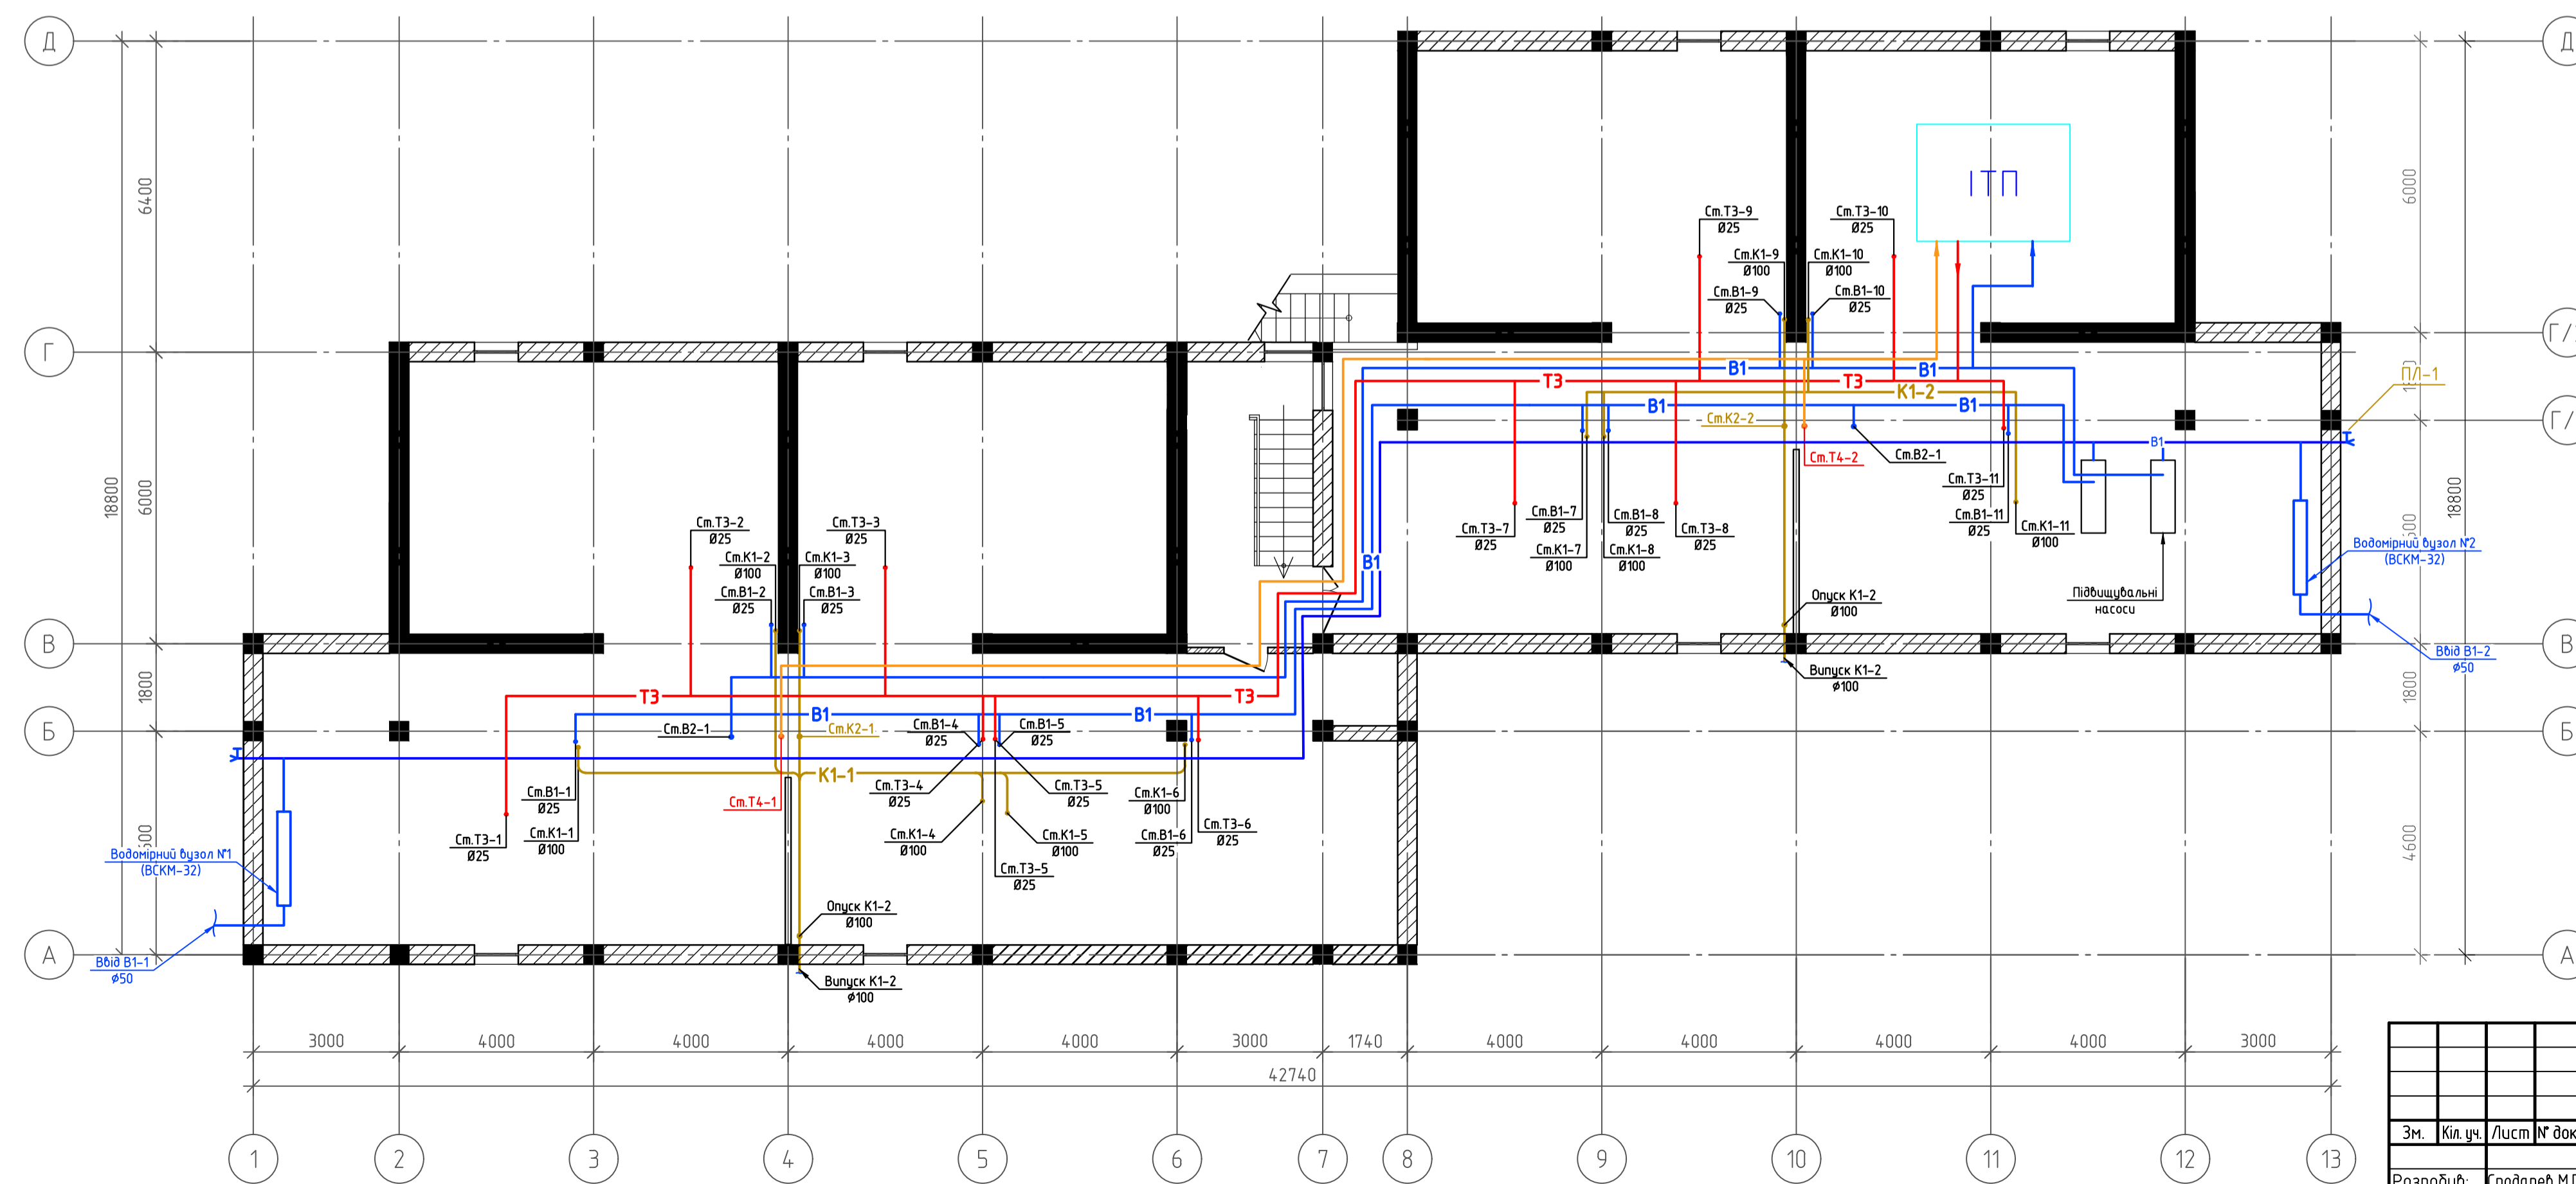 Д
Д
6400
6000
ІТП
Ст.Т3-9
Ø25
Ст.Т3-10
Ø25
Ст.К1-9
Ø100
Ст.К1-10
Ø100
Ст.В1-9
Ø25
Ст.В1-10
Ø25
Г
Г/
В1
В1
Т3
Т3
К1-2
ПЛ-1
В1
В1
Г/
Ст.К2-2
В1
Ст.Т4-2
Ст.В2-1
18800
6000
18800
Ст.Т3-11
Ø25
Ст.В1-7
Ø25
Ст.В1-8
Ø25
Ст.В1-11
Ø25
Ст.Т3-7
Ø25
Ст.Т3-8
Ø25
Ст.К1-11
Ø100
Ст.К1-7
Ø100
Ст.К1-8
Ø100
Ст.Т3-2
Ø25
Ст.Т3-3
Ø25
Ст.К1-2
Ø100
Ст.К1-3
Ø100
Ст.В1-2
Ø25
Ст.В1-3
Ø25
В1
Водомірний вузол №2
(ВСКМ-32)
Підвищувальні
насоси
Опуск К1-2
Ø100
В
В
Ввід В1-2
ø50
Випуск К1-2
ø100
1800
1800
Т3
Т3
В1
В1
Б
Б
Ст.В2-1
Ст.К2-1
Ст.В1-4
Ø25
Ст.В1-5
Ø25
К1-1
Ст.Т4-1
Ст.В1-1
Ø25
Ст.Т3-4
Ø25
Ст.Т3-5
Ø25
Ст.К1-6
Ø100
Ст.Т3-1
Ø25
Ст.К1-1
Ø100
Ст.К1-4
Ø100
Ст.К1-5
Ø100
Ст.В1-6
Ø25
Ст.Т3-6
Ø25
Ст.Т3-5
Ø25
4600
Водомірний вузол №1
(ВСКМ-32)
Опуск К1-2
Ø100
А
А
Ввід В1-1
ø50
Випуск К1-2
ø100
3000 4000 4000 4000 4000 3000 1740 4000 4000 4000 4000 3000
42740
1 2 3 4 5 6 7 8 9 10 11 12 13
Зм. Кіл. уч. Лист № док
Розробив: